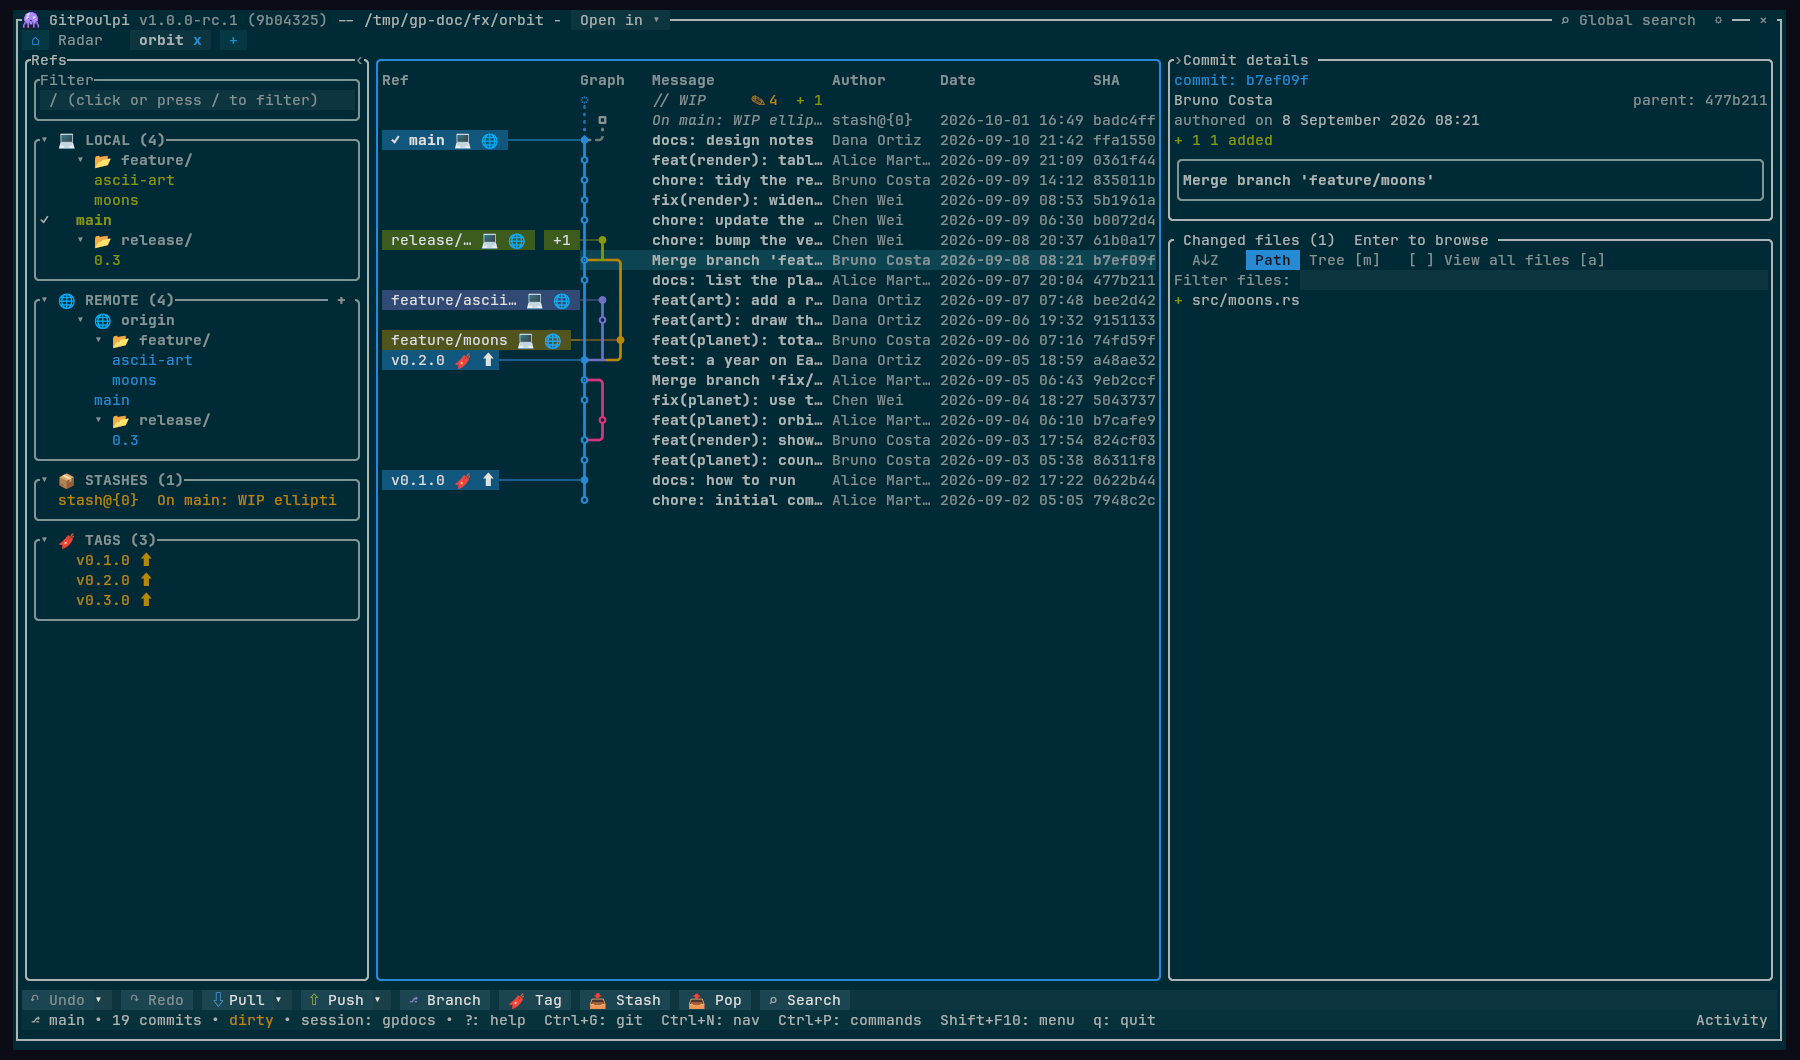 GitPoulpi v1.0.0-rc.1 (9b04325) -- /tmp/gp-doc/fx/orbit - Open in ▾ ⌕ Global search ×
⌂ Radar orbit x +
Refs <
Filter
/ (click or press / to filter)
LOCAL (4)
feature/
ascii-art
moons
✓ main
release/
0.3
REMOTE (4) +
origin
feature/
ascii-art
moons
main
release/
0.3
STASHES (1)
stash@{0} On main: WIP ellipti
TAGS (3)
v0.1.0 ⬆
v0.2.0 ⬆
v0.3.0 ⬆
Ref Graph Message Author Date SHA
// WIP ✎ 4 + 1
On main: WIP ellip… stash@{0} 2026-10-01 16:49 badc4ff
✓ main docs: design notes Dana Ortiz 2026-09-10 21:42 ffa1550
feat(render): tabl… Alice Mart… 2026-09-09 21:09 0361f44
chore: tidy the re… Bruno Costa 2026-09-09 14:12 835011b
fix(render): widen… Chen Wei 2026-09-09 08:53 5b1961a
chore: update the … Chen Wei 2026-09-09 06:30 b0072d4
release/… +1 chore: bump the ve… Chen Wei 2026-09-08 20:37 61b0a17
Merge branch 'feat… Bruno Costa 2026-09-08 08:21 b7ef09f
docs: list the pla… Alice Mart… 2026-09-07 20:04 477b211
feature/ascii… feat(art): add a r… Dana Ortiz 2026-09-07 07:48 bee2d42
feat(art): draw th… Dana Ortiz 2026-09-06 19:32 9151133
feature/moons feat(planet): tota… Bruno Costa 2026-09-06 07:16 74fd59f
v0.2.0 ⬆ test: a year on Ea… Dana Ortiz 2026-09-05 18:59 a48ae32
Merge branch 'fix/… Alice Mart… 2026-09-05 06:43 9eb2ccf
fix(planet): use t… Chen Wei 2026-09-04 18:27 5043737
feat(planet): orbi… Alice Mart… 2026-09-04 06:10 b7cafe9
feat(render): show… Bruno Costa 2026-09-03 17:54 824cf03
feat(planet): coun… Bruno Costa 2026-09-03 05:38 86311f8
v0.1.0 ⬆ docs: how to run Alice Mart… 2026-09-02 17:22 0622b44
chore: initial com… Alice Mart… 2026-09-02 05:05 7948c2c
›Commit details
commit: b7ef09f
Bruno Costa parent: 477b211
authored on 8 September 2026 08:21
+ 1 1 added
Merge branch 'feature/moons'
Changed files (1) Enter to browse
A↓Z Path Tree [m] [ ] View all files [a]
Filter files:
+ src/moons.rs
Undo ▾ Redo Pull ▾ Push ▾ Branch Tag Stash Pop ⌕ Search
main • 19 commits • dirty • session: gpdocs • ?: help Ctrl+G: git Ctrl+N: nav Ctrl+P: commands Shift+F10: menu q: quit Activity